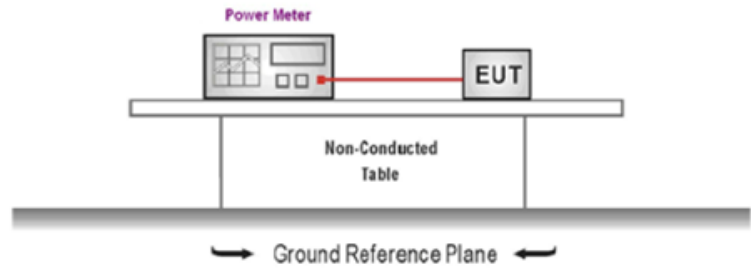 Power Meter
EUT
Non-Conducted
Table
Ground Reference Plane